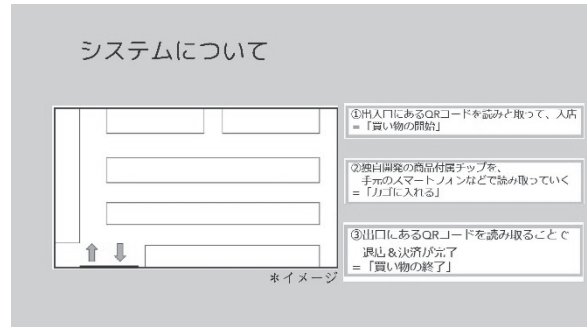 システムについて
①出入口にあるQRコードを読みと取って、入店
=「買い物の開始」
②独自開発の商品付属チップを、
手元のスマートフォンなどで読み取っていく
=「カゴに入れる」
③出口にあるQRコードを読み取ることで
退店&決済が完了
=「買い物の終了」
*イメージ